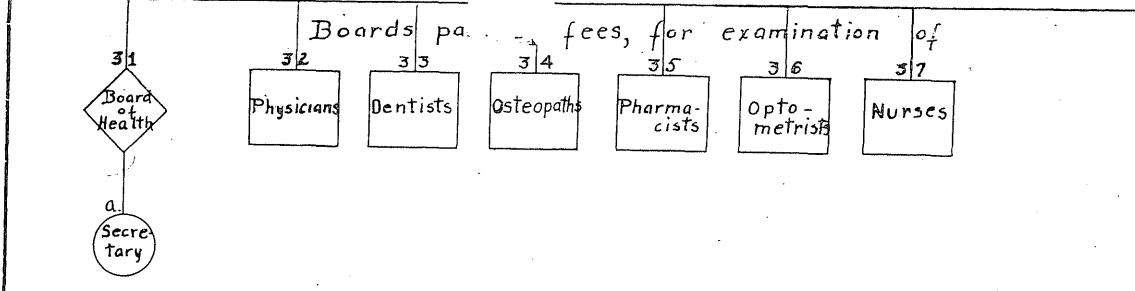 Boards fees, for examination of
31 32 33 34 35 36 37
Board
of
Health
Physicians
Dentists
Osteopaths
Pharma-
cists
Opto-
metrists
Nurses
a.
Secre-
tary